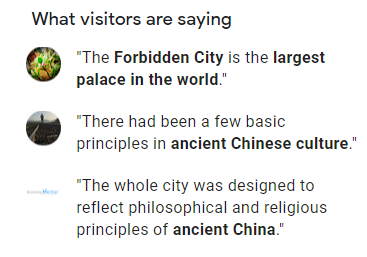 What visitors are saying
"The Forbidden City is the largest
palace in the world."
"There had been a few basic
principles in ancient Chinese culture."
"The whole city was designed to
reflect philosophical and religious
principles of ancient China."